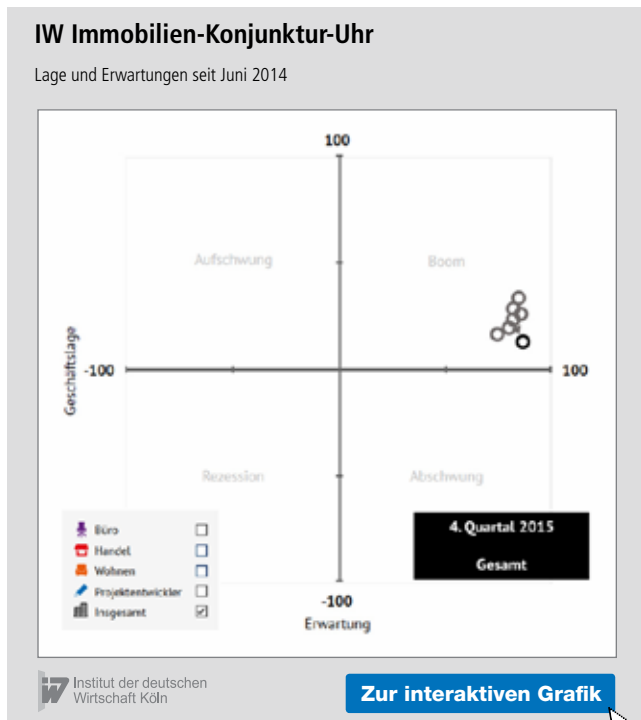 IW Immobilien-Konjunktur-Uhr
Lage und Erwartungen seit Juni 2014
100
Aufschwung
Boom
Geschäftslage
-100
100
Rezession
Abschwung
Büro
Handel
Wohnen
Projektentwickler
Insgesamt
4. Quartal 2015
Gesamt
-100
Erwartung
iW
Institut der deutschen
Wirtschaft Köln
Zur interaktiven Grafik